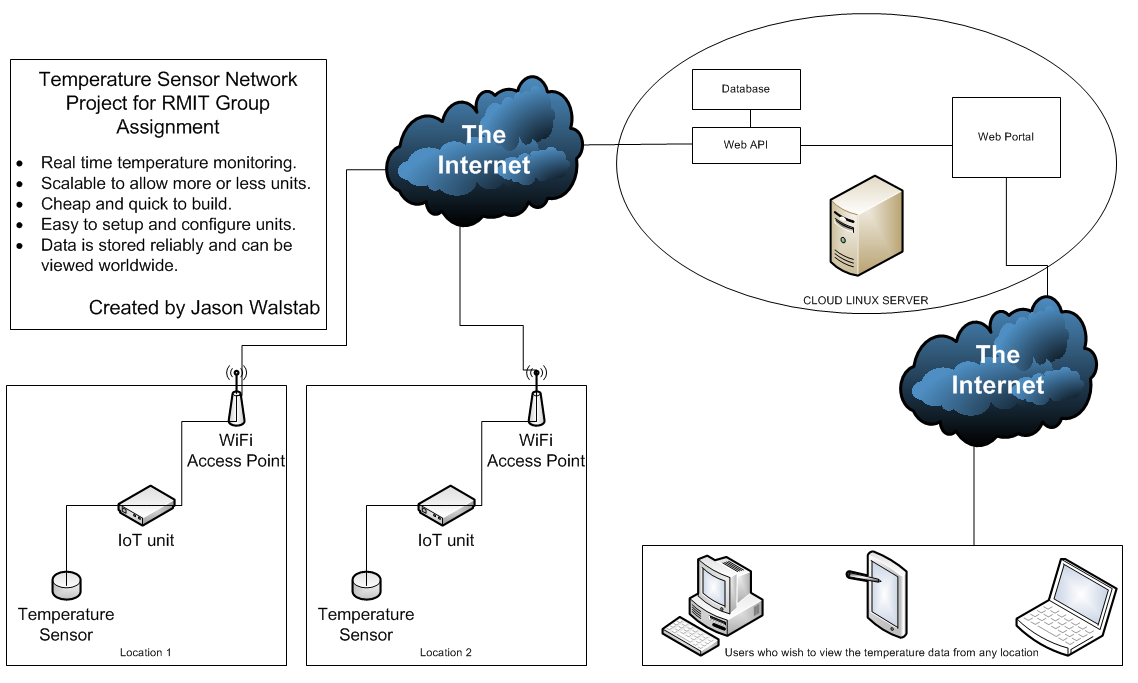 Temperature Sensor Network
Project for RMIT Group
Assignment
• Real time temperature monitoring.
• Scalable to allow more or less units.
• Cheap and quick to build.
• Easy to setup and configure units.
• Data is stored reliably and can be
viewed worldwide.
Created by Jason Walstab
The
Internet
Database
Web API
Web Portal
CLOUD LINUX SERVER
The
Internet
WiFi
Access Point
IoT unit
Temperature
Sensor
Location 1
WiFi
Access Point
IoT unit
Temperature
Sensor
Location 2
Users who wish to view the temperature data from any location